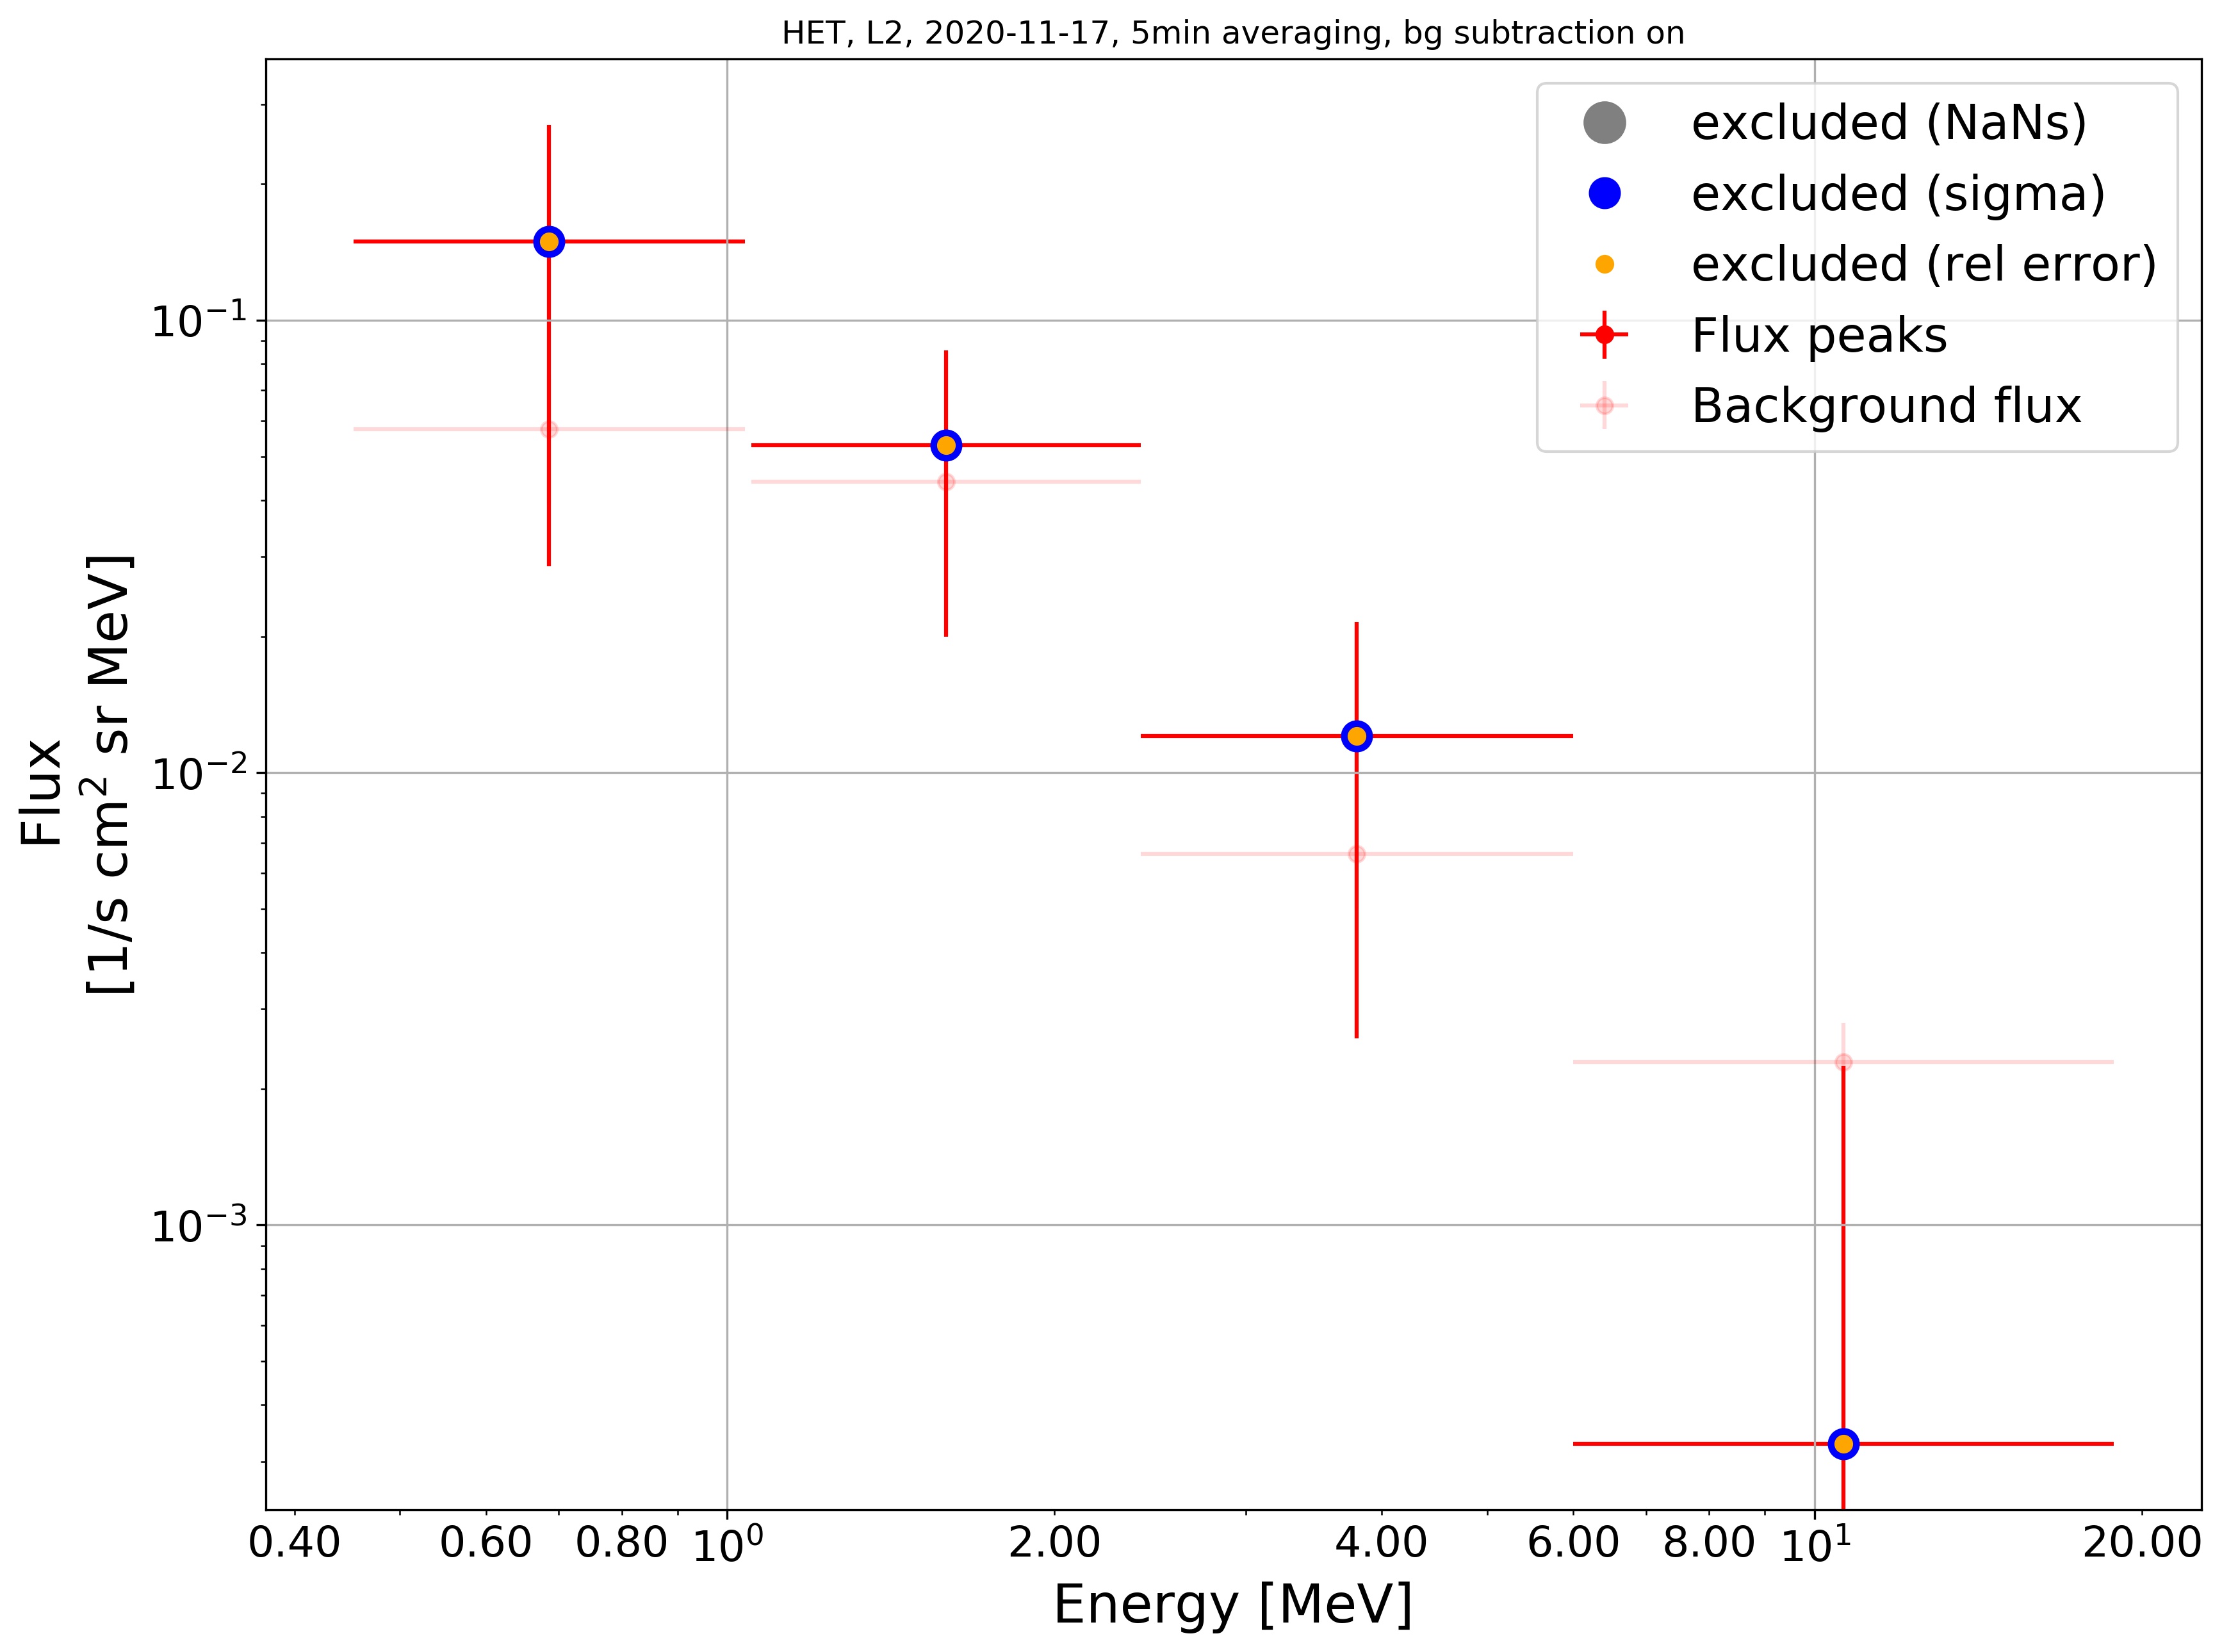 HET, L2, 2020-11-17, 5min averaging, bg subtraction on
excluded (NaNs)
excluded (sigma)
excluded (rel error)
Flux peaks
Background flux
Flux
[1/s cm² sr MeV]
10⁻¹
10⁻²
10⁻³
0.40 0.60 0.80 10⁰ 2.00 4.00 6.00 8.00 10¹ 20.00
Energy [MeV]